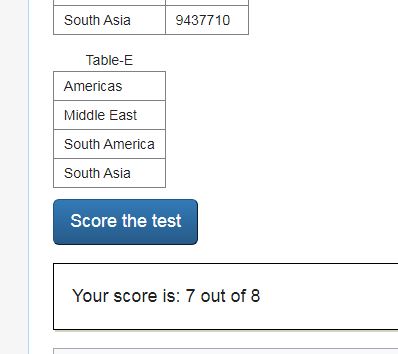 South Asia 9437710
Table-E
Americas
Middle East
South America
South Asia
Score the test
Your score is: 7 out of 8